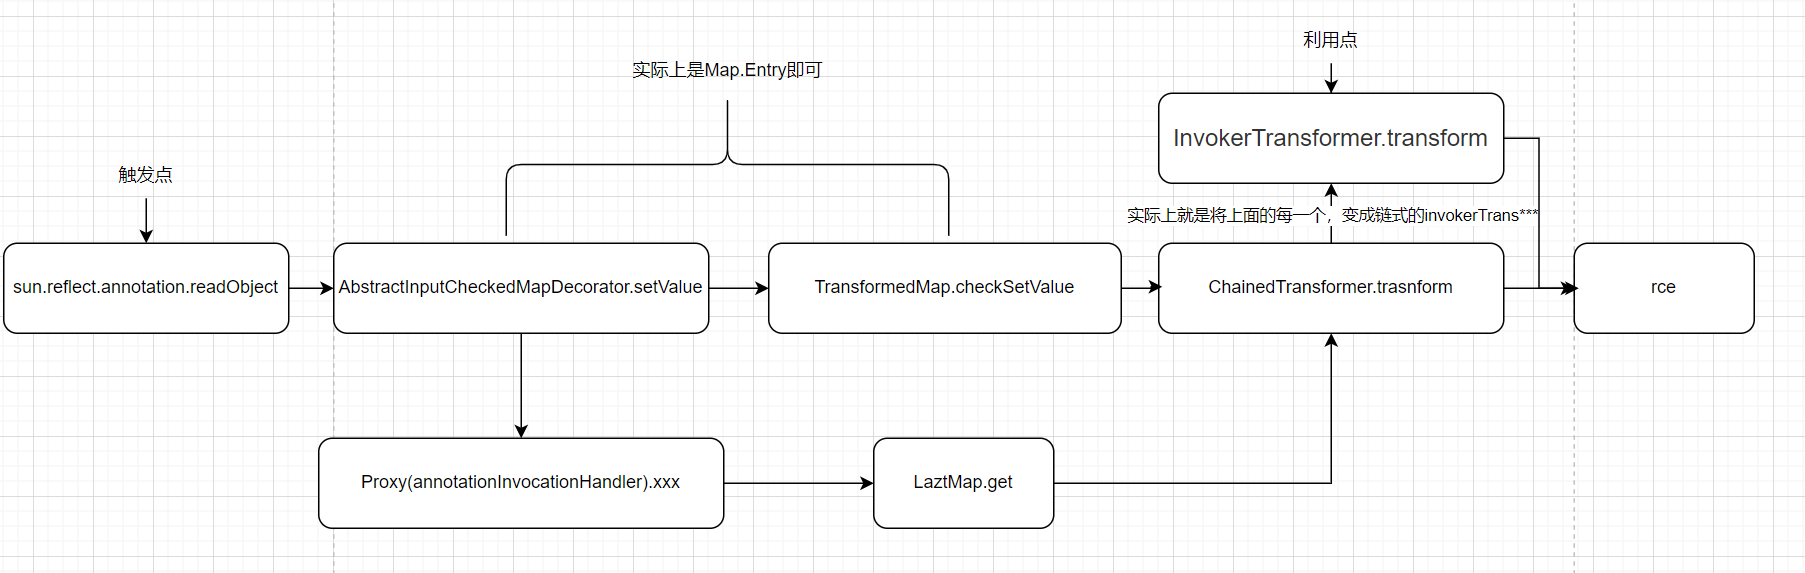 利用点
实际上是Map.Entry即可
InvokerTransformer.transform
触发点
实际上就是将上面的每一个，变成链式的invokerTrans***
sun.reflect.annotation.readObject
AbstractInputCheckedMapDecorator.setValue
TransformedMap.checkSetValue
ChainedTransformer.trasnform
rce
Proxy(annotationInvocationHandler).xxx
LaztMap.get